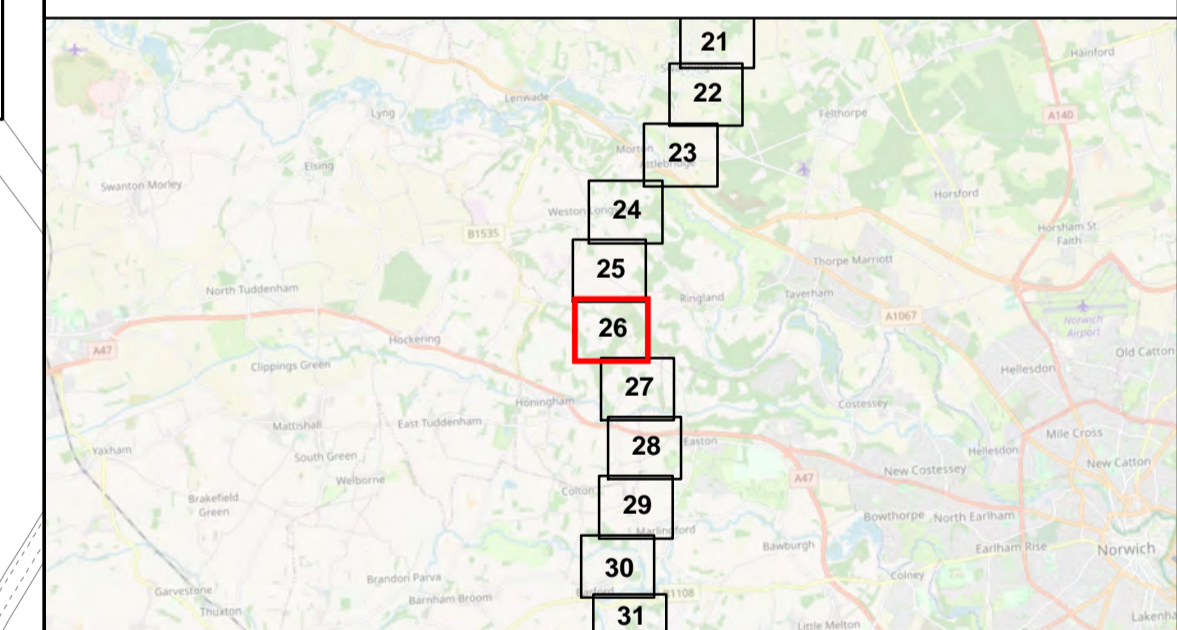 21
Hainford
22
Lenwade
Lyng
Felthorpe
A140
Morton
23
Attlebridge
Elsing
Swanton Morley
Horsford
24
Weston Long
B1535
Horsham St.
Faith
25
Thorpe Marriott
North Tuddenham
Ringland
Taverham
A1067
26
Norwich
Airport
Hockering
A47
Old Catton
Clippings Green
Hellesdon
27
Honingham
Costessey
East Tuddenham
Mattishall
Mile Cross
28
Easton
Yaxham
Hellesdon
South Green
New Catton
New Costessey
Welborne
A47
Colton
Brakefield
Green
29
Bowthorpe
North Earlham
Marlingford
Bawburgh
Earlham Rise
Norwich
30
Colney
Brandon Parva
Garvestone
Barford
B1108
Barnham Broom
Thuxton
31
Little Melton
Lakenha